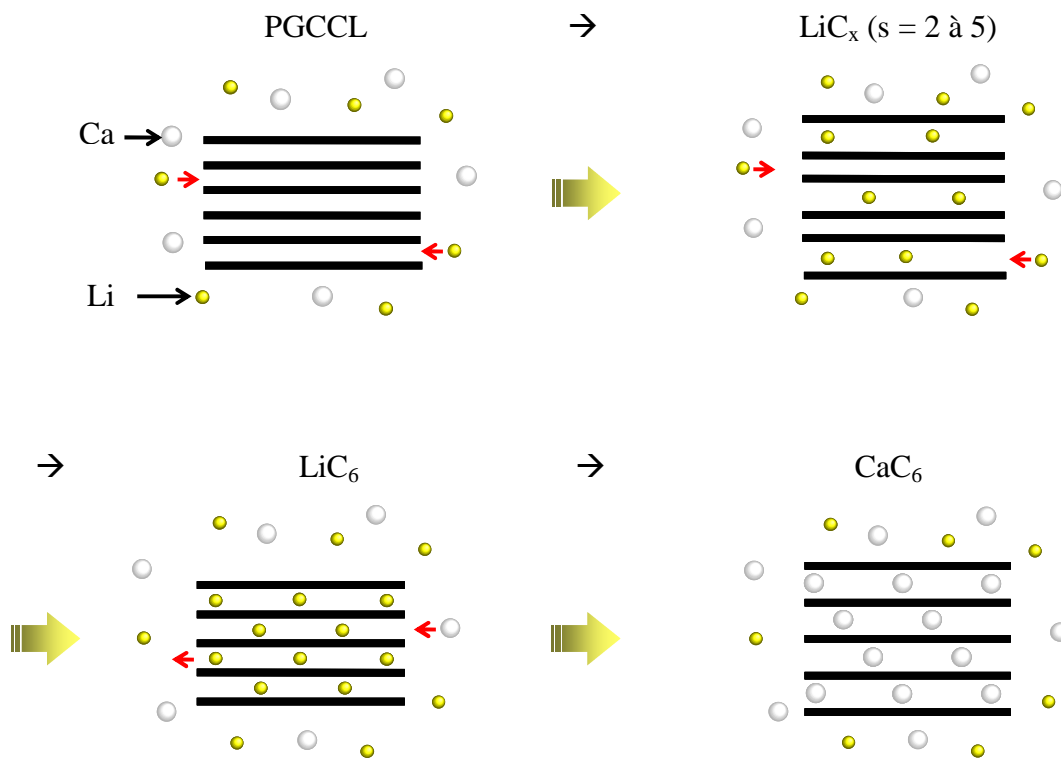 PGCCL → LiCₓ (s = 2 à 5)
Ca
Li
→ LiC₆ → CaC₆